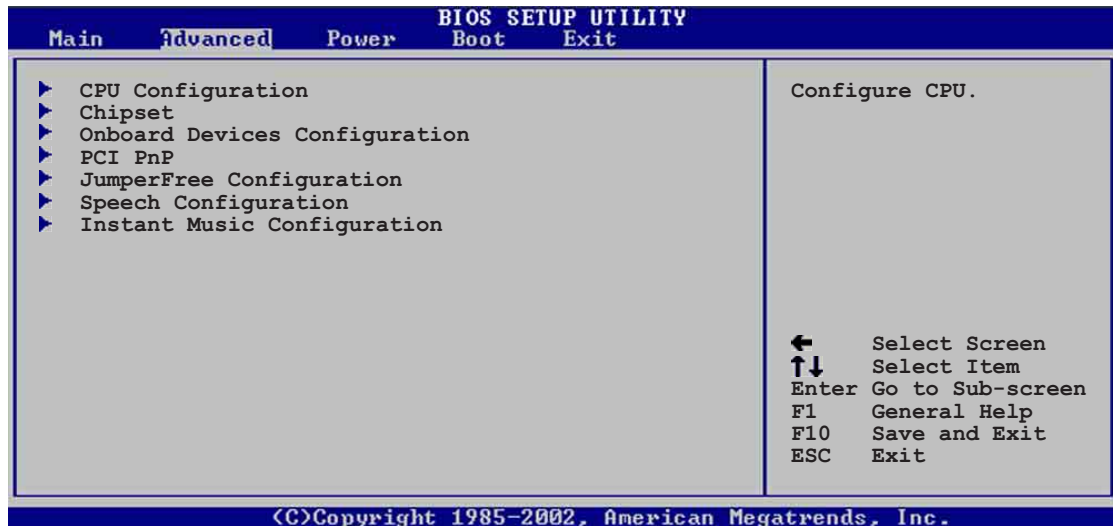 BIOS SETUP UTILITY
Main Advanced Power Boot Exit
CPU Configuration
Chipset
Onboard Devices Configuration
PCI PnP
JumperFree Configuration
Speech Configuration
Instant Music Configuration
Configure CPU.
← Select Screen
↑↓ Select Item
Enter Go to Sub-screen
F1 General Help
F10 Save and Exit
ESC Exit
(C)Copyright 1985-2002, American Megatrends, Inc.